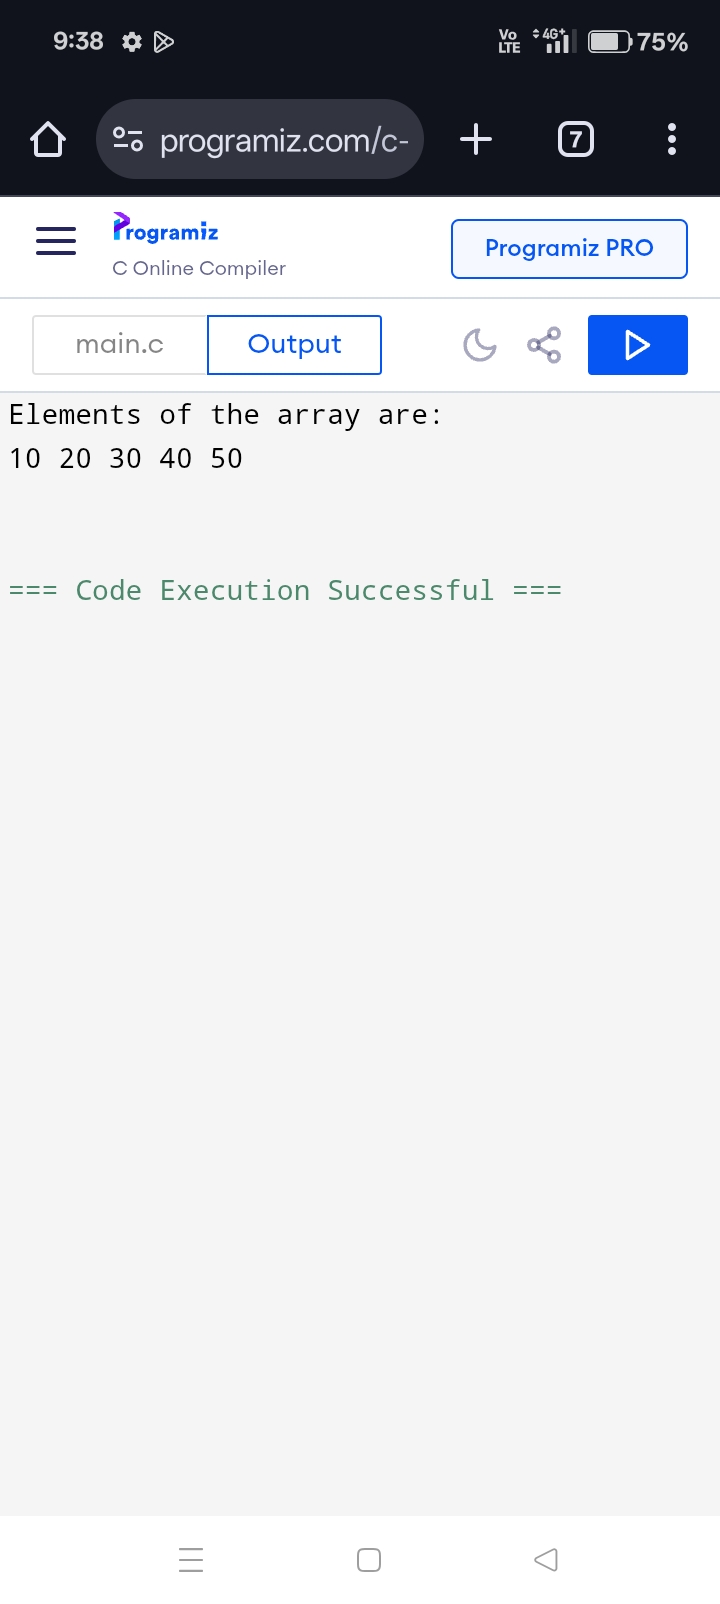 9:38 Vo LTE 4G+ 75%
programiz.com/c- 7
Programiz
C Online Compiler
Programiz PRO
main.c Output
Elements of the array are:
10 20 30 40 50
=== Code Execution Successful ===